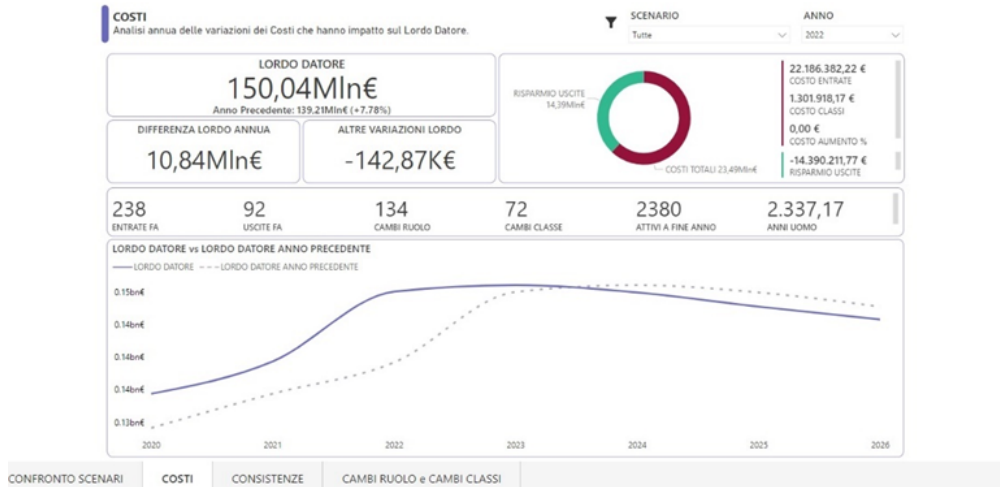 COSTI
Analisi annua delle variazioni dei Costi che hanno impatto sul Lordo Datore.
SCENARIO
Tutte
ANNO
2022
LORDO DATORE
150,04Mln€
Anno Precedente: 139.21Mln€ (+7.78%)
DIFFERENZA LORDO ANNUA
10,84Mln€
ALTRE VARIAZIONI LORDO
-142,87K€
RISPARMIO USCITE
14,39Mln€
COSTI TOTALI 23,49Mln€
22.186.382,22 €
COSTO ENTRATE
1.301.918,17 €
COSTO CLASSI
0,00 €
COSTO AUMENTO %
-14.390.211,77 €
RISPARMIO USCITE
238
ENTRATE FA
92
USCITE FA
134
CAMBI RUOLO
72
CAMBI CLASSE
2380
ATTIVI A FINE ANNO
2.337,17
ANNI UOMO
LORDO DATORE vs LORDO DATORE ANNO PRECEDENTE
LORDO DATORE LORDO DATORE ANNO PRECEDENTE
0.15bn€
0.14bn€
0.14bn€
0.14bn€
0.13bn€
2020 2021 2022 2023 2024 2025 2026
CONFRONTO SCENARI COSTI CONSISTENZE CAMBI RUOLO e CAMBI CLASSI